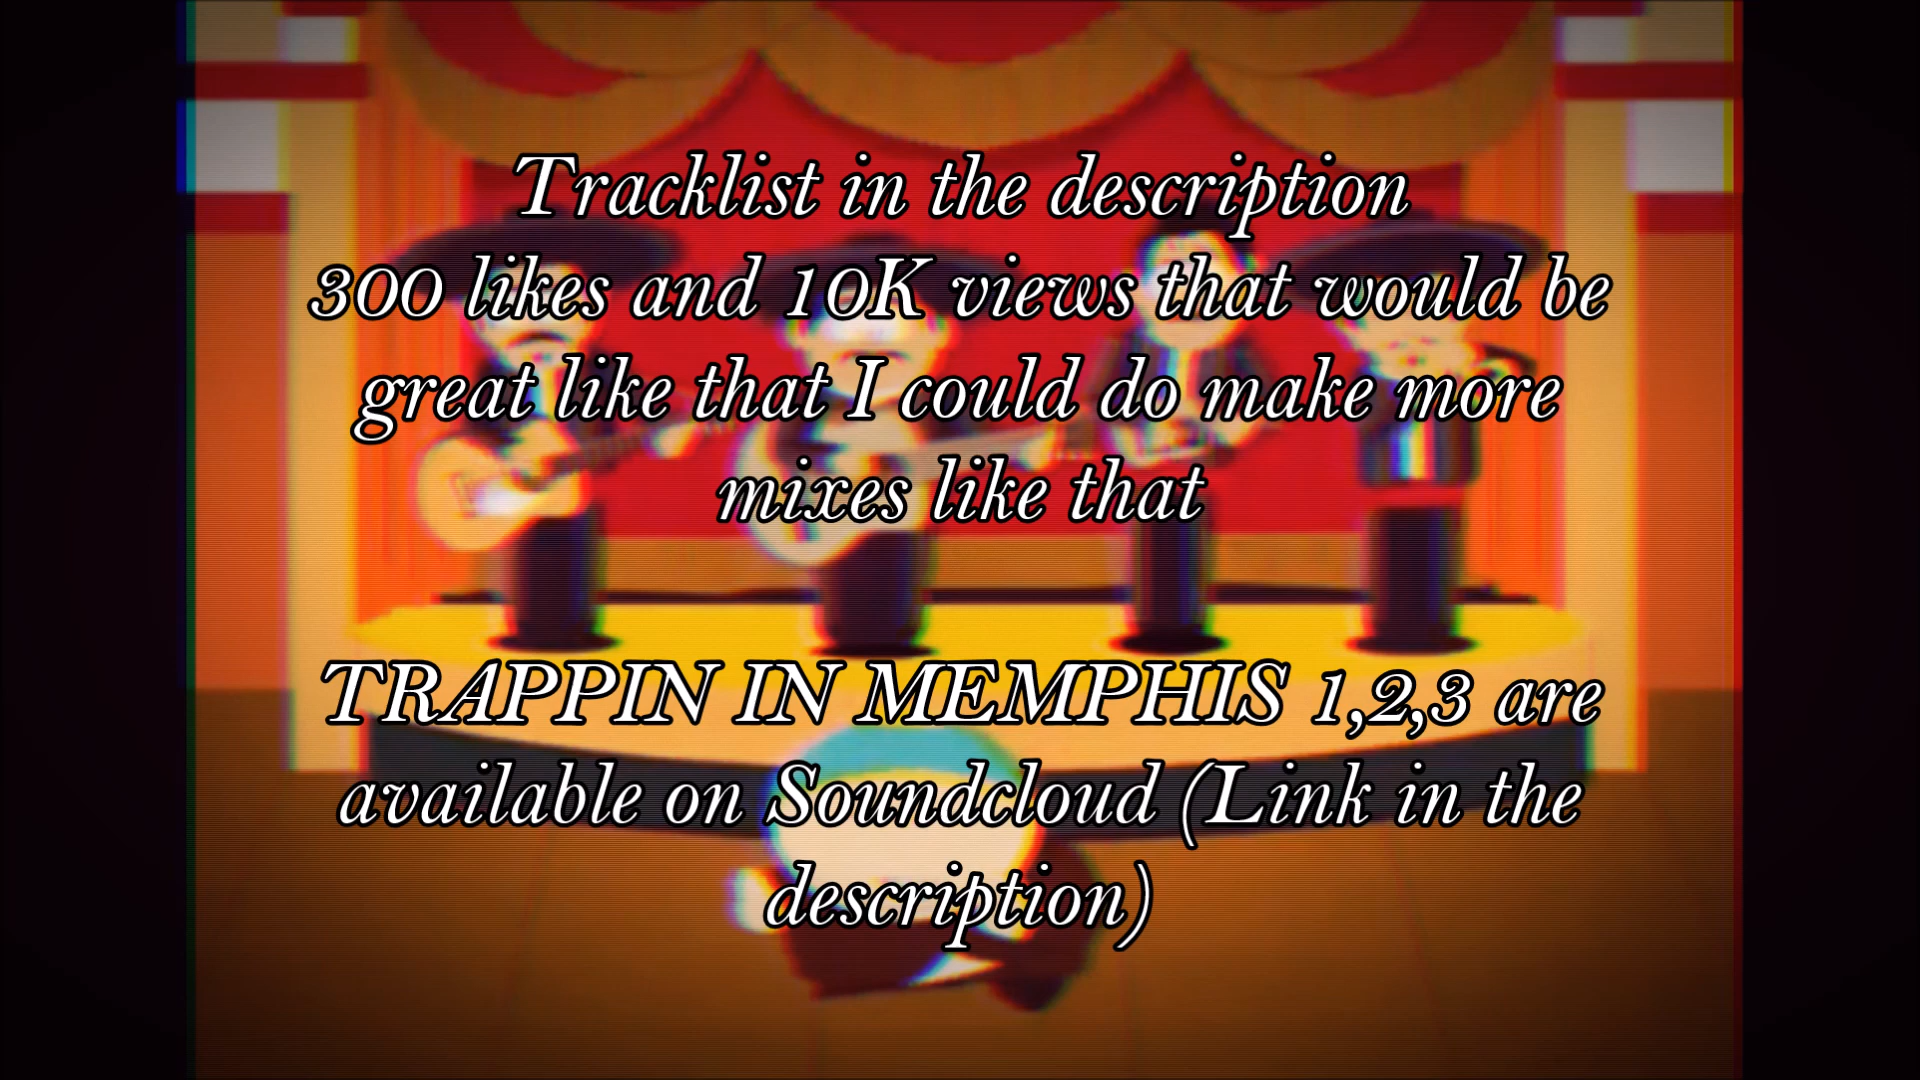 Tracklist in the description
300 likes and 10K views that would be
great like that I could do make more
mixes like that
TRAPPIN IN MEMPHIS 1,2,3 are
available on Soundcloud (Link in the
description)